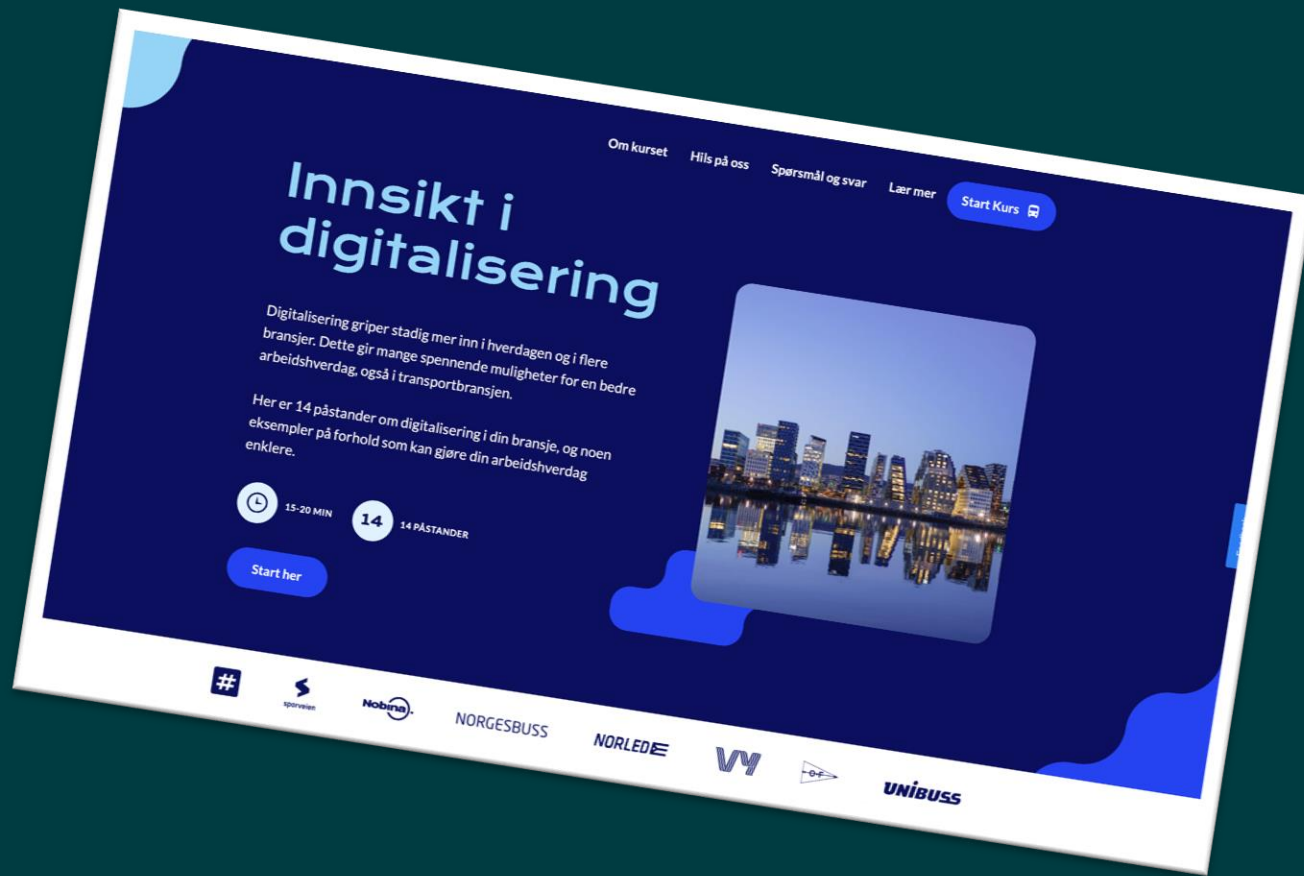 Om kurset
Hils på oss
Spørsmål og svar
Lær mer
Start Kurs
Innsikt i
digitalisering
Digitalisering griper stadig mer inn i hverdagen og i flere
bransjer. Dette gir mange spennende muligheter for en bedre
arbeidshverdag, også i transportbransjen.
Her er 14 påstander om digitalisering i din bransje, og noen
eksempler på forhold som kan gjøre din arbeidshverdag
enklere.
15-20 MIN
14
14 PÅSTANDER
Start her
#
sporveien
Nobina
NORGESBUSS
NORLED
VY
O F
UNIBUSS